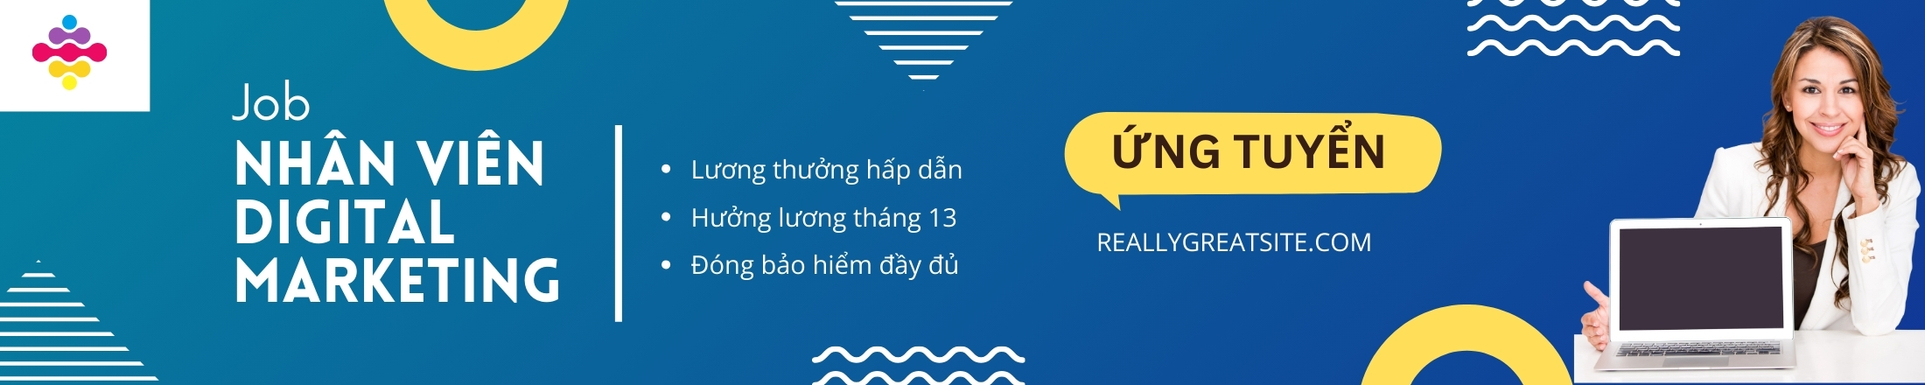 Job
NHÂN VIÊN
DIGITAL
MARKETING
• Lương thưởng hấp dẫn
• Hưởng lương tháng 13
• Đóng bảo hiểm đầy đủ
ỨNG TUYỂN
REALLYGREATSITE.COM